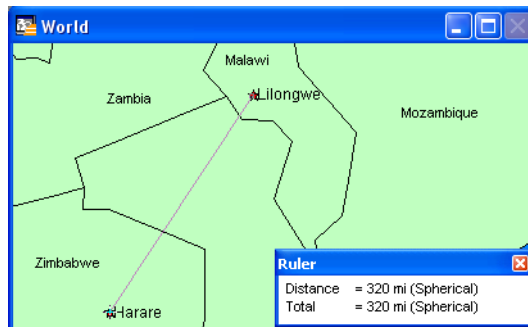 World
Malawi
Lilongwe
Zambia
Mozambique
Zimbabwe
Harare
Ruler
Distance = 320 mi (Spherical)
Total = 320 mi (Spherical)